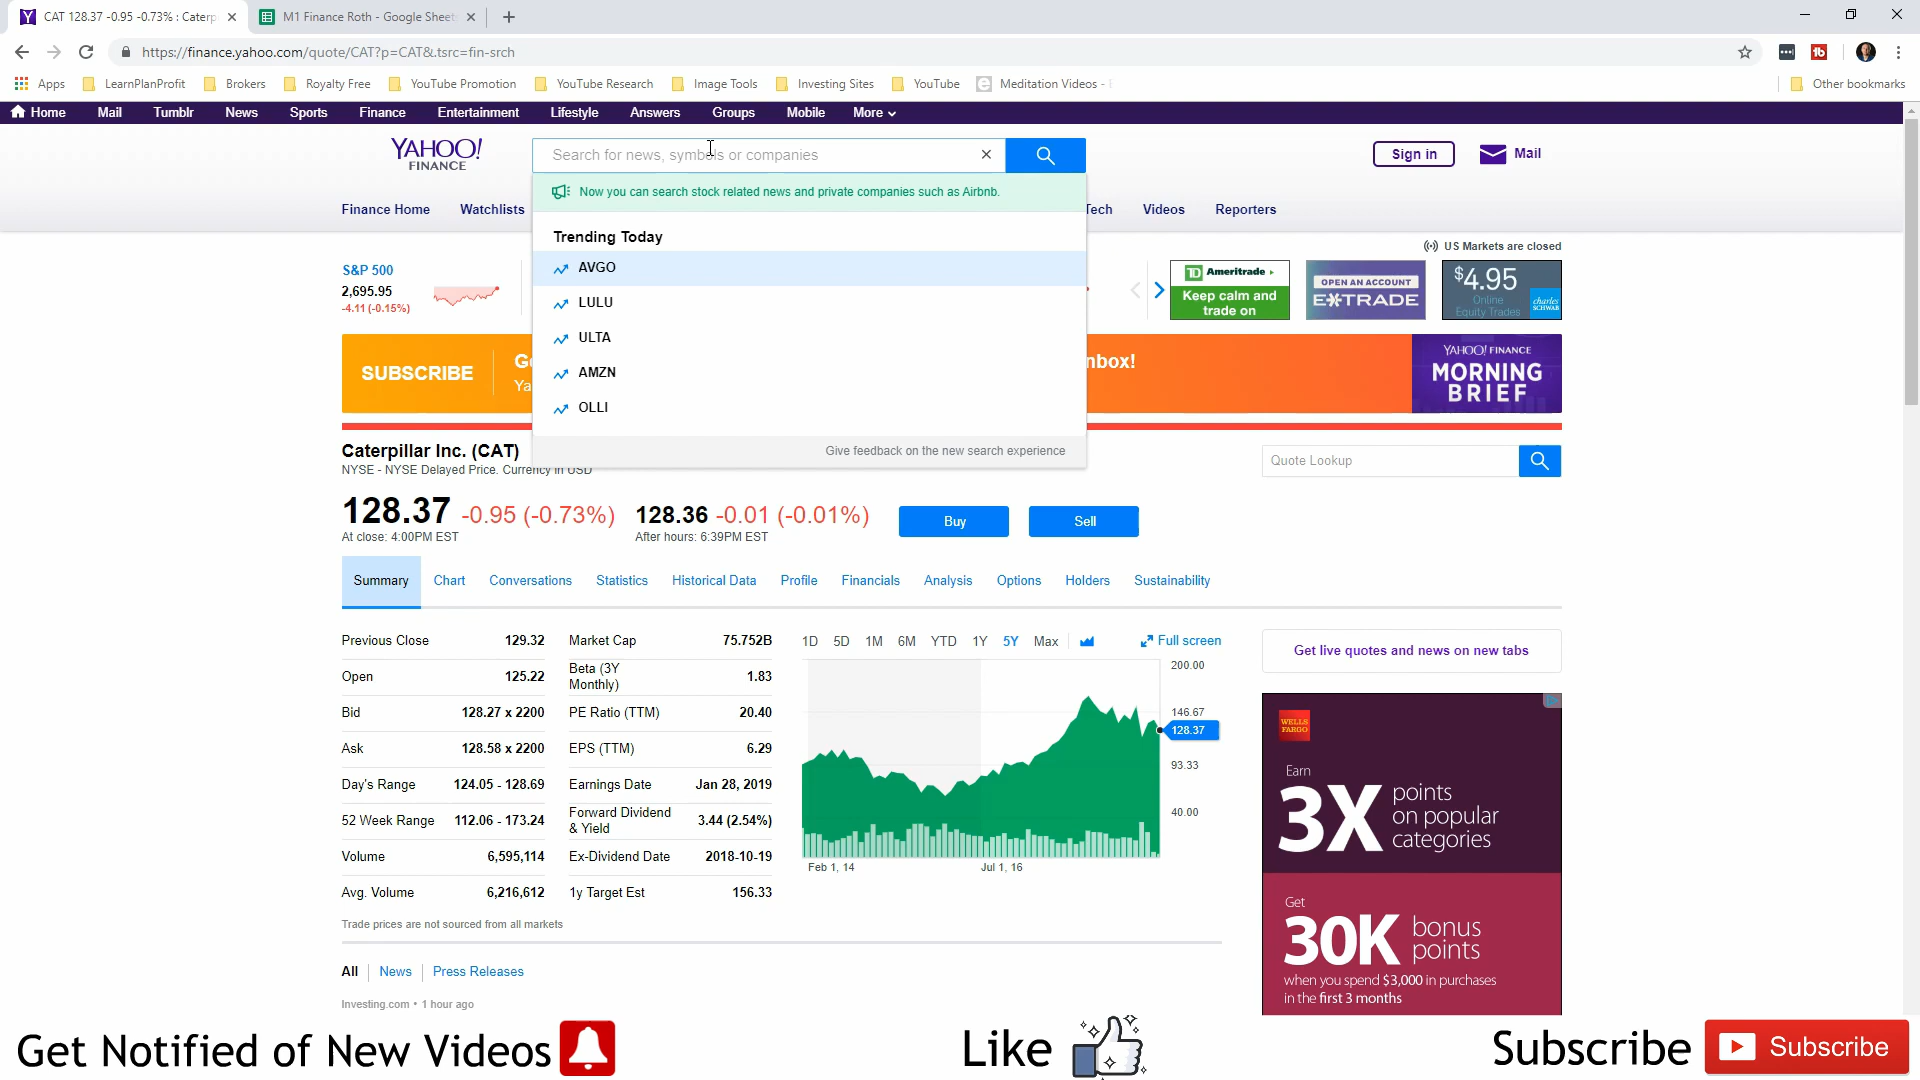 CAT 128.37 -0.95 -0.73% : Caterp
M1 Finance Roth - Google Sheet
https://finance.yahoo.com/quote/CAT?p=CAT&.tsrc=fin-srch
Apps LearnPlanProfit Brokers Royalty Free YouTube Promotion YouTube Research Image Tools Investing Sites YouTube Meditation Videos - Other bookmarks
Home Mail Tumblr News Sports Finance Entertainment Lifestyle Answers Groups Mobile More
YAHOO!
FINANCE
Search for news, symbols or companies
Sign in
Mail
Now you can search stock related news and private companies such as Airbnb.
Finance Home Watchlists Tech Videos Reporters
Trending Today
AVGO
LULU
ULTA
AMZN
OLLI
Give feedback on the new search experience
US Markets are closed
S&P 500
2,695.95
-4.11 (-0.15%)
TD Ameritrade
Keep calm and
trade on
OPEN AN ACCOUNT
E*TRADE
$4.95
Online
Equity Trades
charles
SCHWAB
SUBSCRIBE
nbox!
YAHOO! FINANCE
MORNING
BRIEF
Caterpillar Inc. (CAT)
NYSE - NYSE Delayed Price. Currency in USD
Quote Lookup
128.37 -0.95 (-0.73%)
At close: 4:00PM EST
128.36 -0.01 (-0.01%)
After hours: 6:39PM EST
Buy
Sell
Summary Chart Conversations Statistics Historical Data Profile Financials Analysis Options Holders Sustainability
Previous Close 129.32
Open 125.22
Bid 128.27 x 2200
Ask 128.58 x 2200
Day's Range 124.05 - 128.69
52 Week Range 112.06 - 173.24
Volume 6,595,114
Avg. Volume 6,216,612
Market Cap 75.752B
Beta (3Y
Monthly) 1.83
PE Ratio (TTM) 20.40
EPS (TTM) 6.29
Earnings Date Jan 28, 2019
Forward Dividend
& Yield 3.44 (2.54%)
Ex-Dividend Date 2018-10-19
1y Target Est 156.33
Trade prices are not sourced from all markets
1D 5D 1M 6M YTD 1Y 5Y Max Full screen
200.00
146.67
128.37
93.33
40.00
Feb 1, 14 Jul 1, 16
Get live quotes and news on new tabs
WELLS
FARGO
Earn
3X points
on popular
categories
Get
30K bonus
points
when you spend $3,000 in purchases
in the first 3 months
All News Press Releases
Investing.com • 1 hour ago
Get Notified of New Videos
Like
Subscribe
Subscribe